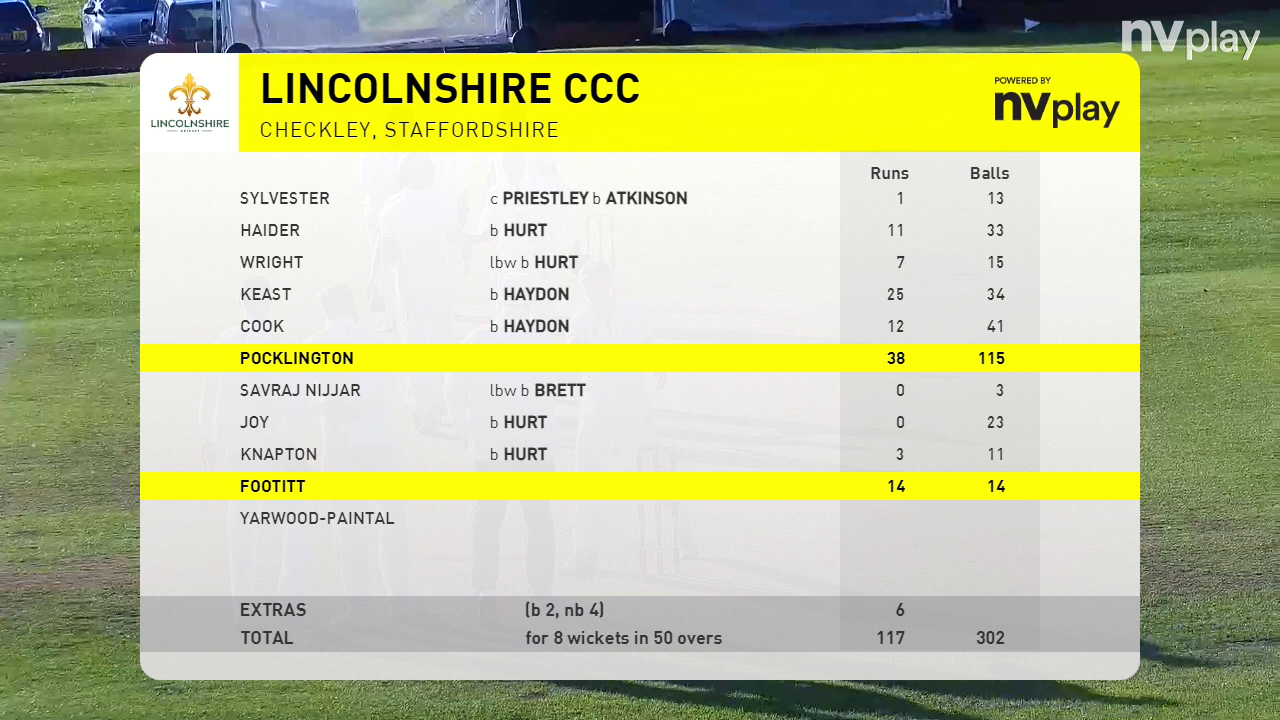 nvplay
LINCOLNSHIRE CCC
CHECKLEY, STAFFORDSHIRE
LINCOLNSHIRE
POWERED BY
nvplay
Runs Balls
SYLVESTER c PRIESTLEY b ATKINSON 1 13
HAIDER b HURT 11 33
WRIGHT lbw b HURT 7 15
KEAST b HAYDON 25 34
COOK b HAYDON 12 41
POCKLINGTON 38 115
SAVRAJ NIJJAR lbw b BRETT 0 3
JOY b HURT 0 23
KNAPTON b HURT 3 11
FOOTITT 14 14
YARWOOD-PAINTAL
EXTRAS (b 2, nb 4) 6
TOTAL for 8 wickets in 50 overs 117 302